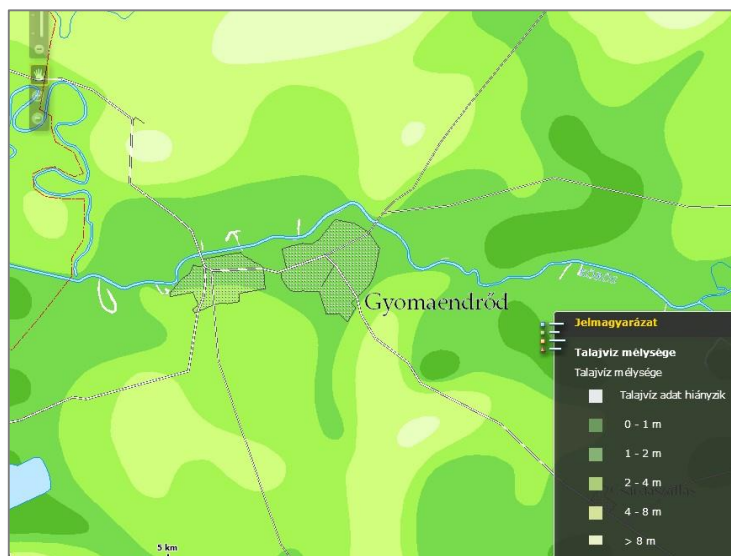 Gyomaendrőd
Jelmagyarázat
Talajvíz mélysége
Talajvíz mélysége
Talajvíz adat hiányzik
0 - 1 m
1 - 2 m
2 - 4 m
4 - 8 m
> 8 m
5 km